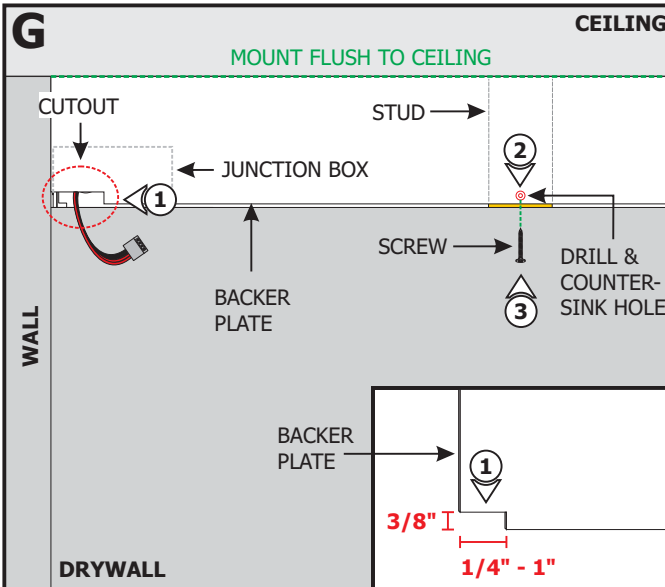 G
CEILING
MOUNT FLUSH TO CEILING
CUTOUT
STUD
JUNCTION BOX
2
1
SCREW
DRILL &
COUNTER-
SINK HOLE
BACKER
PLATE
3
WALL
BACKER
PLATE
1
3/8"
1/4" - 1"
DRYWALL